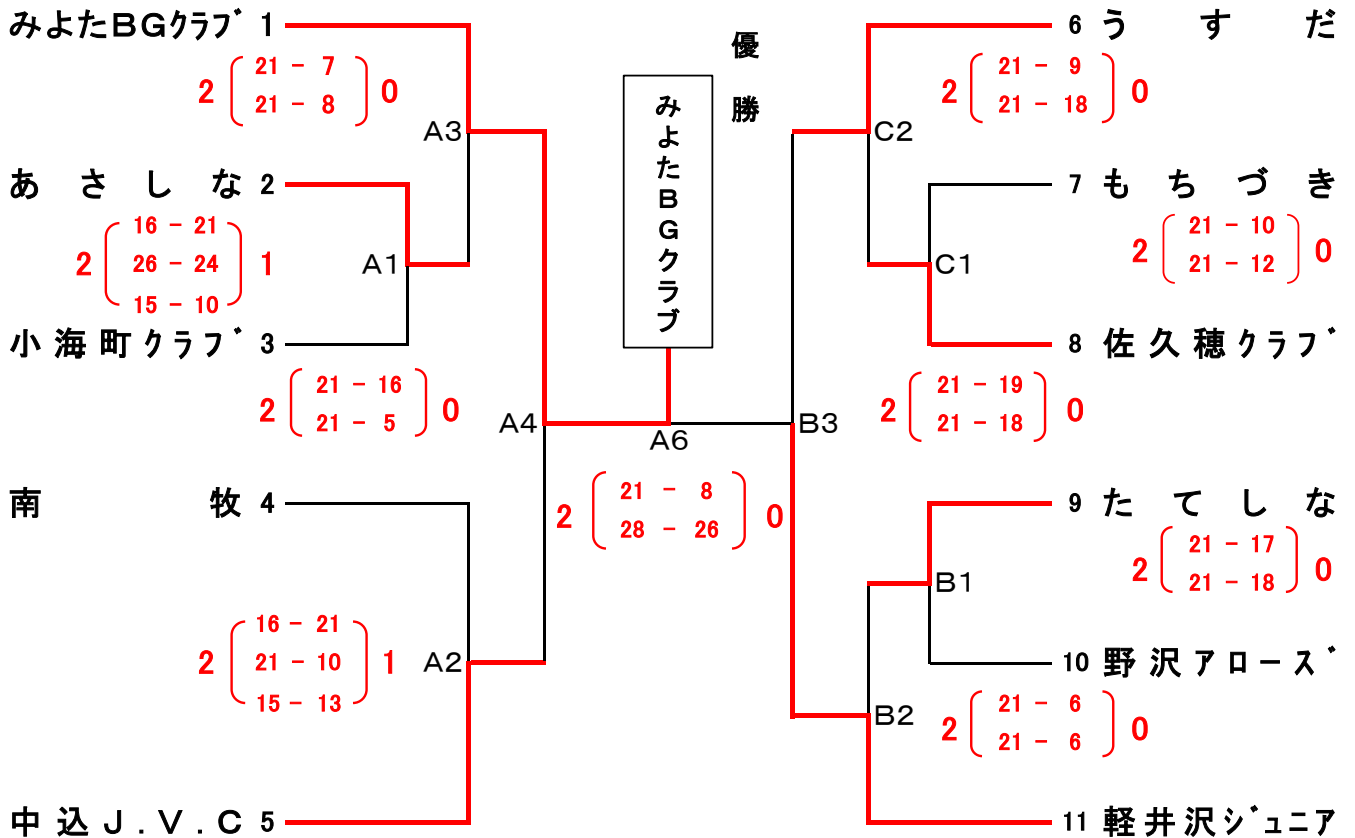 みよたBGｸﾗﾌﾞ 1
2 21 - 7 0
21 - 8
A3
あさしな 2
16 - 21
2 26 - 24 1
15 - 10
A1
小海町ｸﾗﾌﾞ 3
2 21 - 16 0
21 - 5
A4
南牧 4
16 - 21
2 21 - 10 1
15 - 13
A2
中込J.V.C 5
優勝
みよたBGクラブ
A6
2 21 - 8 0
28 - 26
6 うすだ
2 21 - 9 0
21 - 18
C2
7 もちづき
2 21 - 10 0
21 - 12
C1
8 佐久穂ｸﾗﾌﾞ
2 21 - 19 0
21 - 18
B3
9 たてしな
2 21 - 17 0
21 - 18
B1
10 野沢ｱﾛｰｽﾞ
2 21 - 6 0
21 - 6
B2
11 軽井沢ｼﾞｭﾆｱ